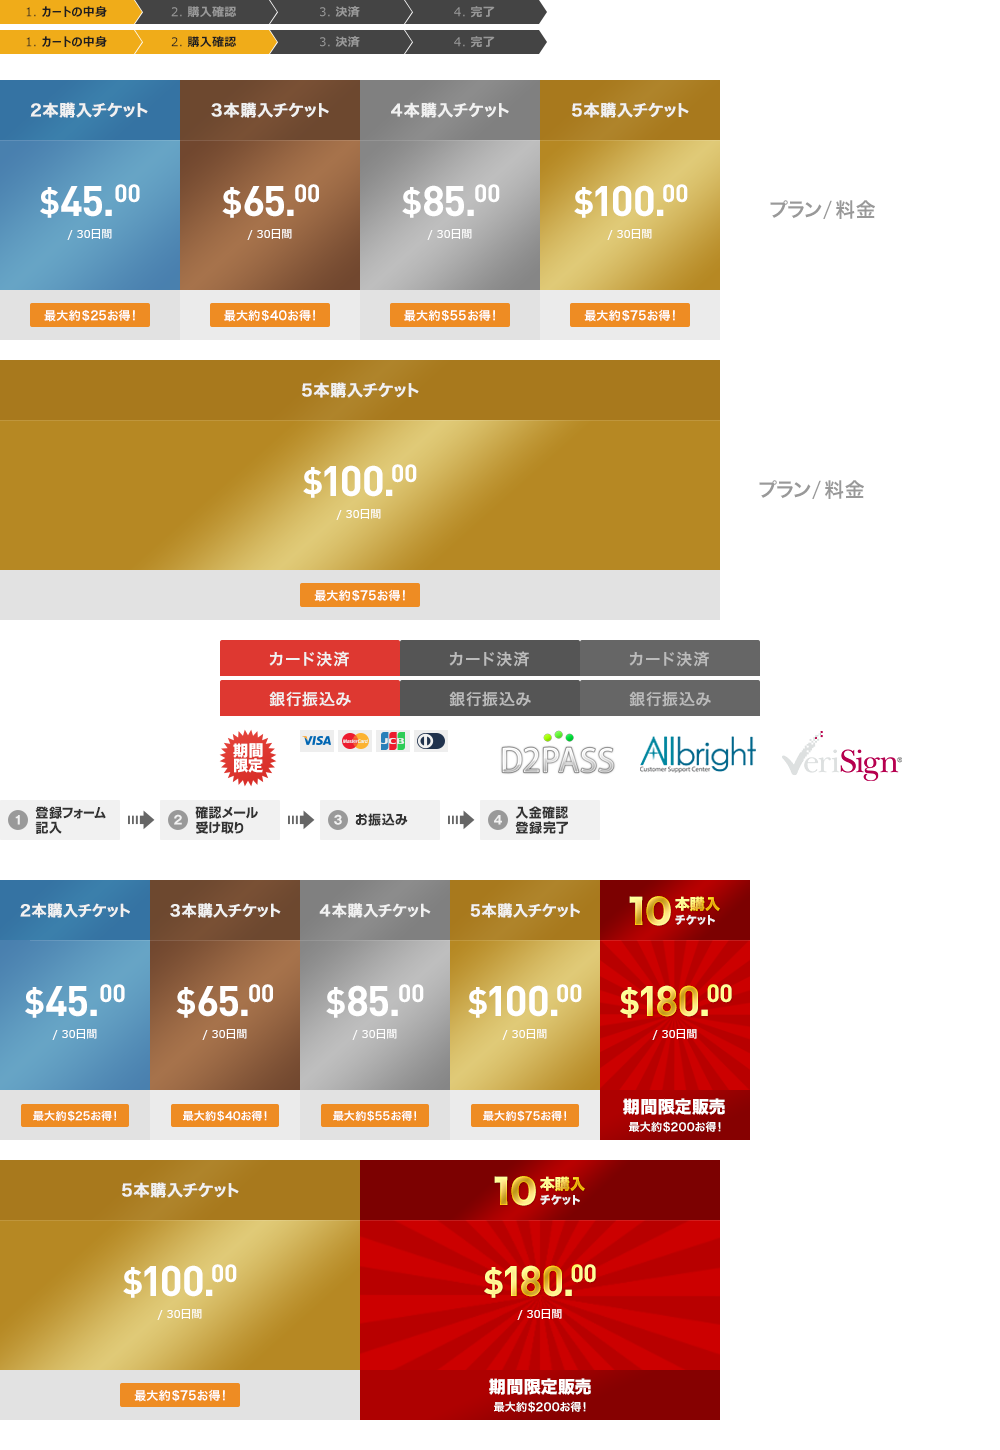 1. カートの中身 2. 購入確認 3. 決済 4. 完了
1. カートの中身 2. 購入確認 3. 決済 4. 完了
2本購入チケット 3本購入チケット 4本購入チケット 5本購入チケット
$45.00 $65.00 $85.00 $100.00
プラン/料金
/ 30日間 / 30日間 / 30日間 / 30日間
最大約$25お得! 最大約$40お得! 最大約$55お得! 最大約$75お得!
5本購入チケット
$100.00
プラン/料金
/ 30日間
最大約$75お得!
カード決済 カード決済 カード決済
銀行振込み 銀行振込み 銀行振込み
期間
限定
VISA MasterCard JCB
D2PASS
Allbright
Customer Support Center
VeriSign®
1 登録フォーム
記入
2 確認メール
受け取り
3 お振込み
4 入金確認
登録完了
2本購入チケット 3本購入チケット 4本購入チケット 5本購入チケット 10本購入
チケット
$45.00 $65.00 $85.00 $100.00 $180.00
/ 30日間 / 30日間 / 30日間 / 30日間 / 30日間
最大約$25お得! 最大約$40お得! 最大約$55お得! 最大約$75お得! 期間限定販売
最大約$200お得!
5本購入チケット 10本購入
チケット
$100.00 $180.00
/ 30日間 / 30日間
最大約$75お得! 期間限定販売
最大約$200お得!